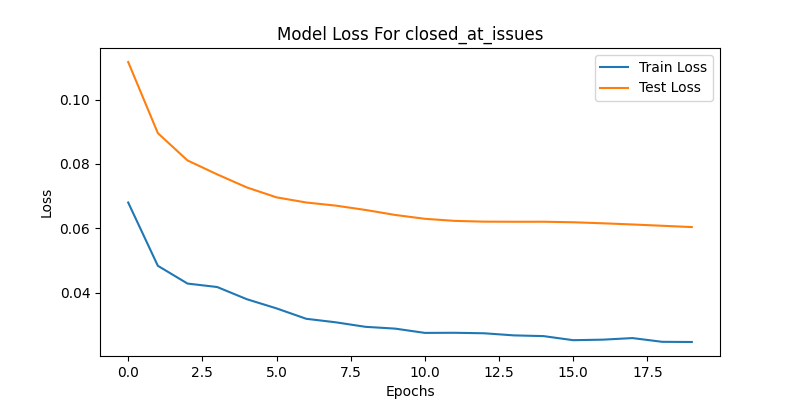 Model Loss For closed_at_issues
Train Loss
Test Loss
0.10
0.08
0.06
0.04
Loss
0.0 2.5 5.0 7.5 10.0 12.5 15.0 17.5
Epochs